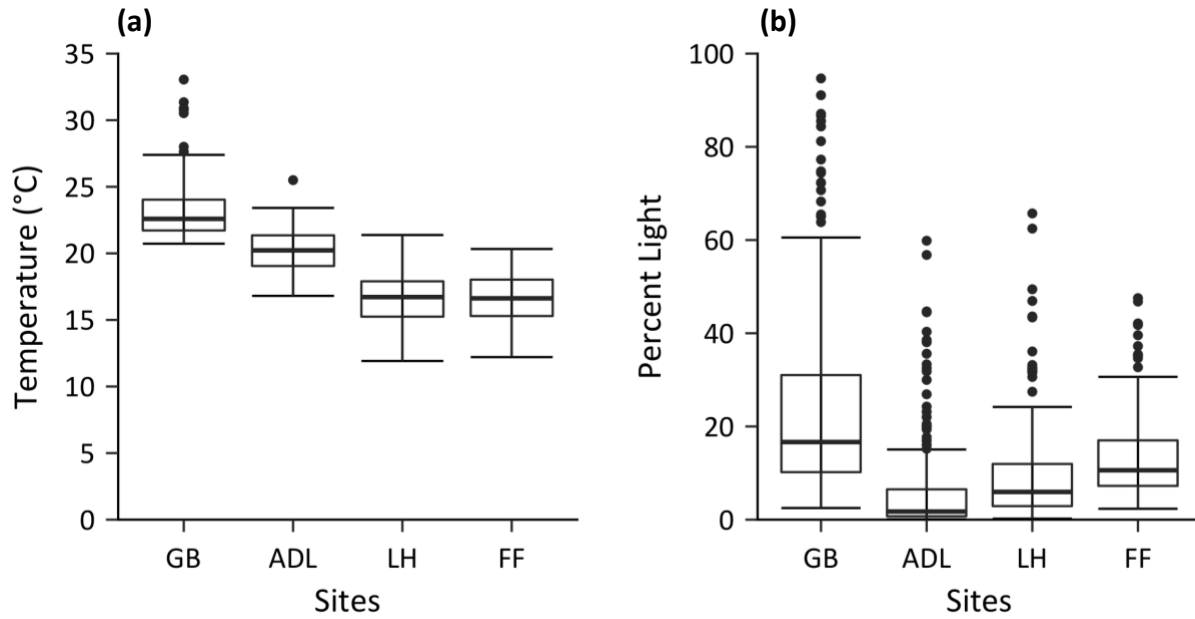 (a)
Temperature (°C)
35
30
25
20
15
10
5
0
GB ADL LH FF
Sites
(b)
Percent Light
100
80
60
40
20
0
GB ADL LH FF
Sites